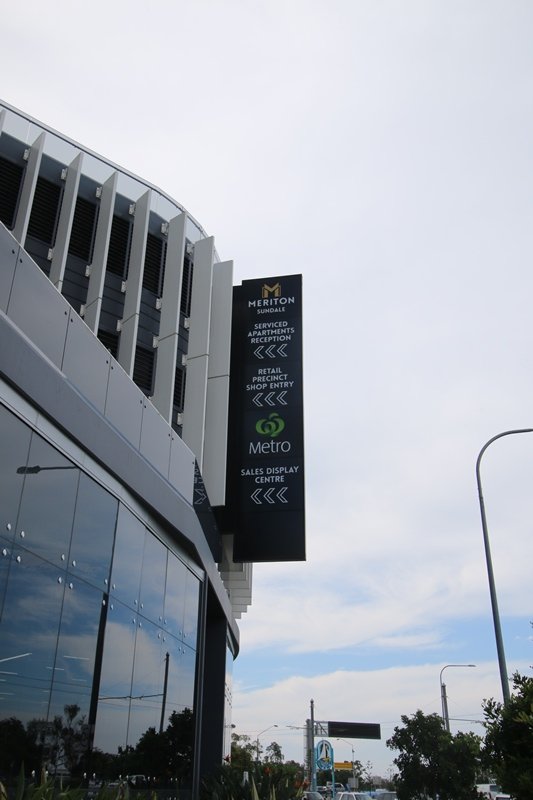 MERITON
SUNDALE
SERVICED
APARTMENTS
RECEPTION
RETAIL
PRECINCT
SHOP ENTRY
Metro
SALES DISPLAY
CENTRE